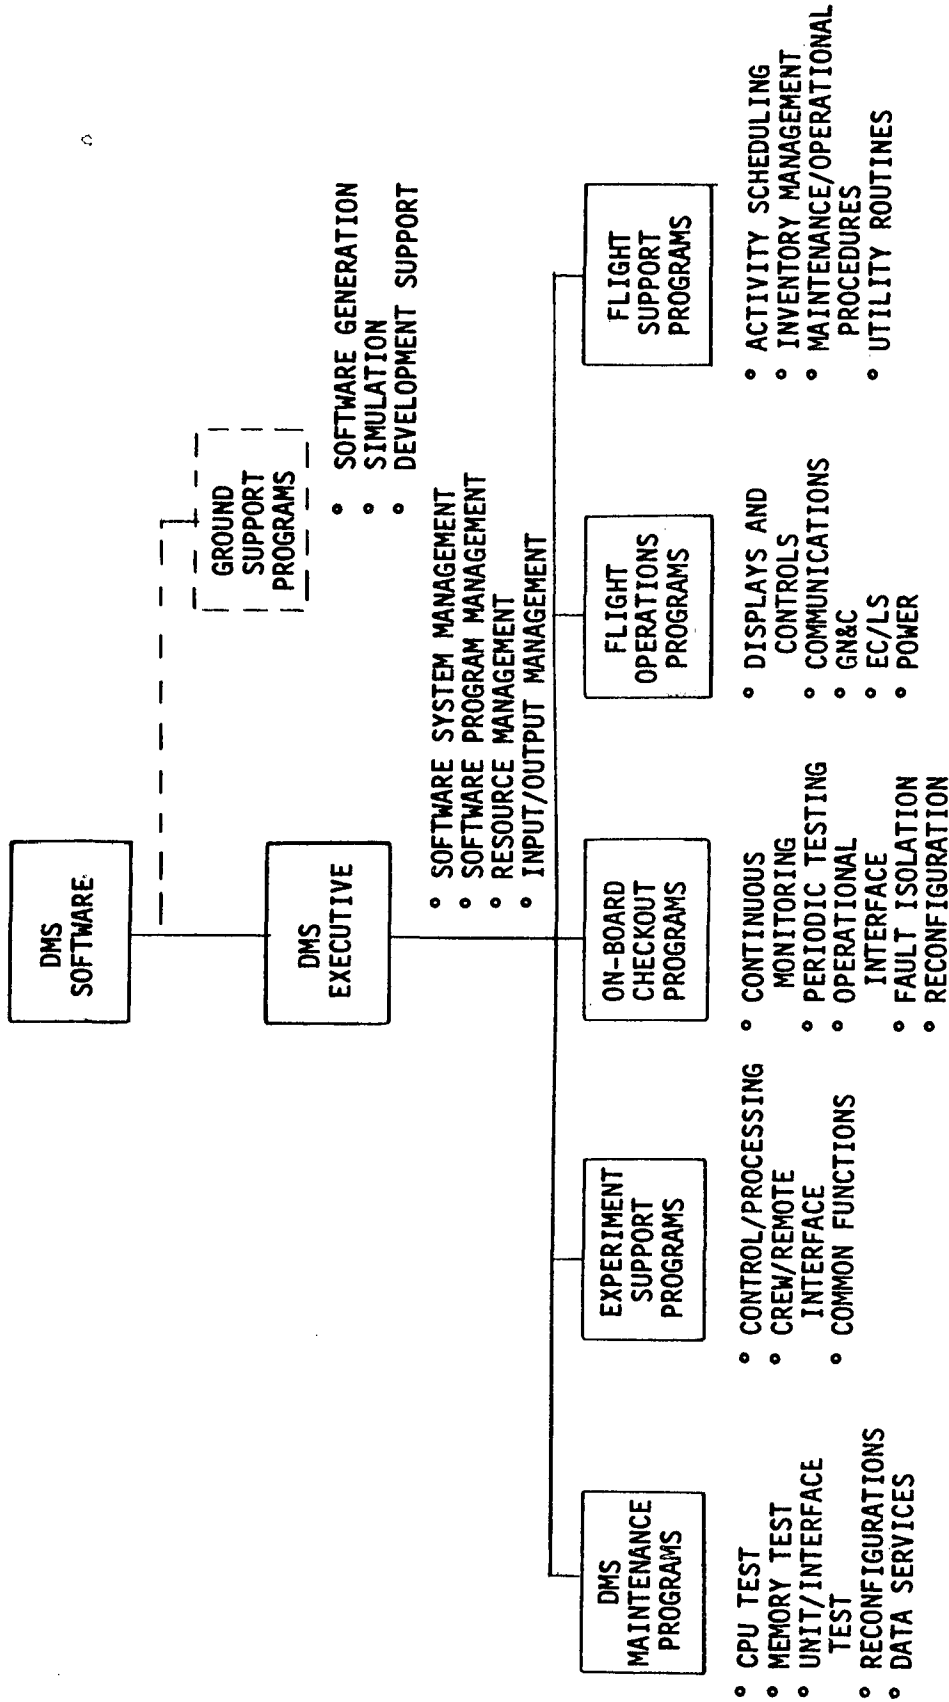 DMS
SOFTWARE
GROUND
SUPPORT
PROGRAMS
• SOFTWARE GENERATION
• SIMULATION
• DEVELOPMENT SUPPORT
DMS
EXECUTIVE
• SOFTWARE SYSTEM MANAGEMENT
• SOFTWARE PROGRAM MANAGEMENT
• RESOURCE MANAGEMENT
• INPUT/OUTPUT MANAGEMENT
DMS
MAINTENANCE
PROGRAMS
• CPU TEST
• MEMORY TEST
• UNIT/INTERFACE
TEST
• RECONFIGURATIONS
• DATA SERVICES
EXPERIMENT
SUPPORT
PROGRAMS
• CONTROL/PROCESSING
• CREW/REMOTE
INTERFACE
• COMMON FUNCTIONS
ON-BOARD
CHECKOUT
PROGRAMS
• CONTINUOUS
MONITORING
• PERIODIC TESTING
• OPERATIONAL
INTERFACE
• FAULT ISOLATION
• RECONFIGURATION
FLIGHT
OPERATIONS
PROGRAMS
• DISPLAYS AND
CONTROLS
• COMMUNICATIONS
• GN&C
• EC/LS
• POWER
FLIGHT
SUPPORT
PROGRAMS
• ACTIVITY SCHEDULING
• INVENTORY MANAGEMENT
• MAINTENANCE/OPERATIONAL
PROCEDURES
• UTILITY ROUTINES